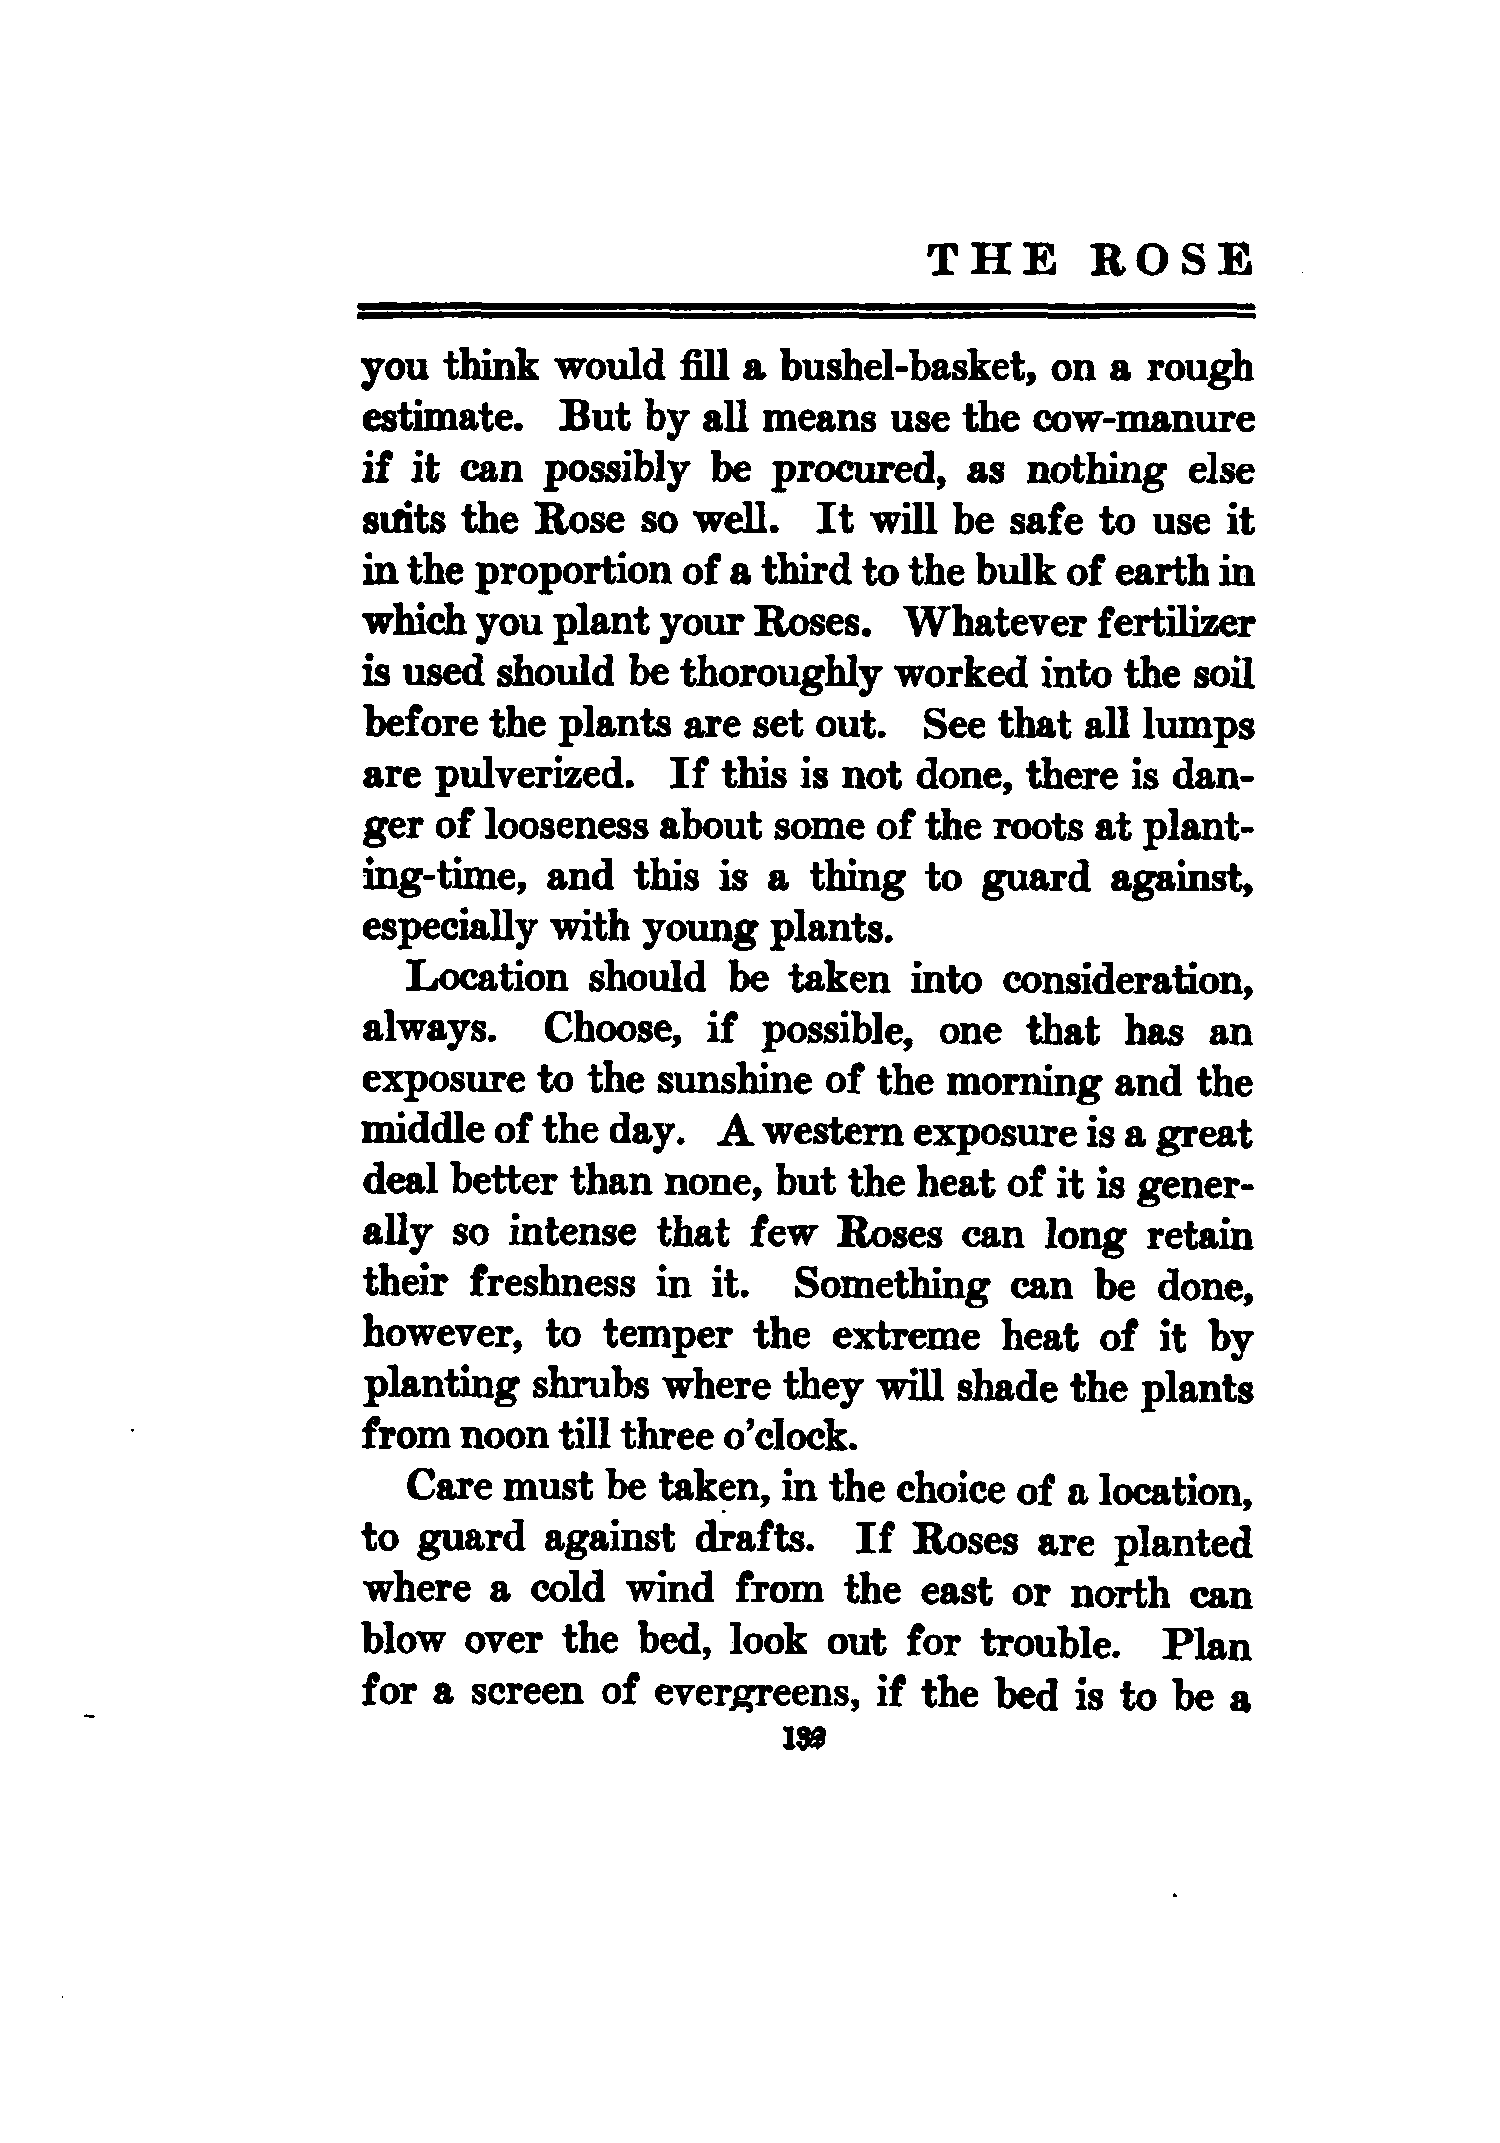 THE ROSE
you think would fill a bushel-basket, on a rough
estimate. But by all means use the cow-manure
if it can possibly be procured, as nothing else
suits the Rose so well. It will be safe to use it
in the proportion of a third to the bulk of earth in
which you plant your Roses. Whatever fertilizer
is used should be thoroughly worked into the soil
before the plants are set out. See that all lumps
are pulverized. If this is not done, there is dan-
ger of looseness about some of the roots at plant-
ing-time, and this is a thing to guard against,
especially with young plants.
Location should be taken into consideration,
always. Choose, if possible, one that has an
exposure to the sunshine of the morning and the
middle of the day. A western exposure is a great
deal better than none, but the heat of it is gener-
ally so intense that few Roses can long retain
their freshness in it. Something can be done,
however, to temper the extreme heat of it by
planting shrubs where they will shade the plants
from noon till three o'clock.
Care must be taken, in the choice of a location,
to guard against drafts. If Roses are planted
where a cold wind from the east or north can
blow over the bed, look out for trouble. Plan
for a screen of evergreens, if the bed is to be a